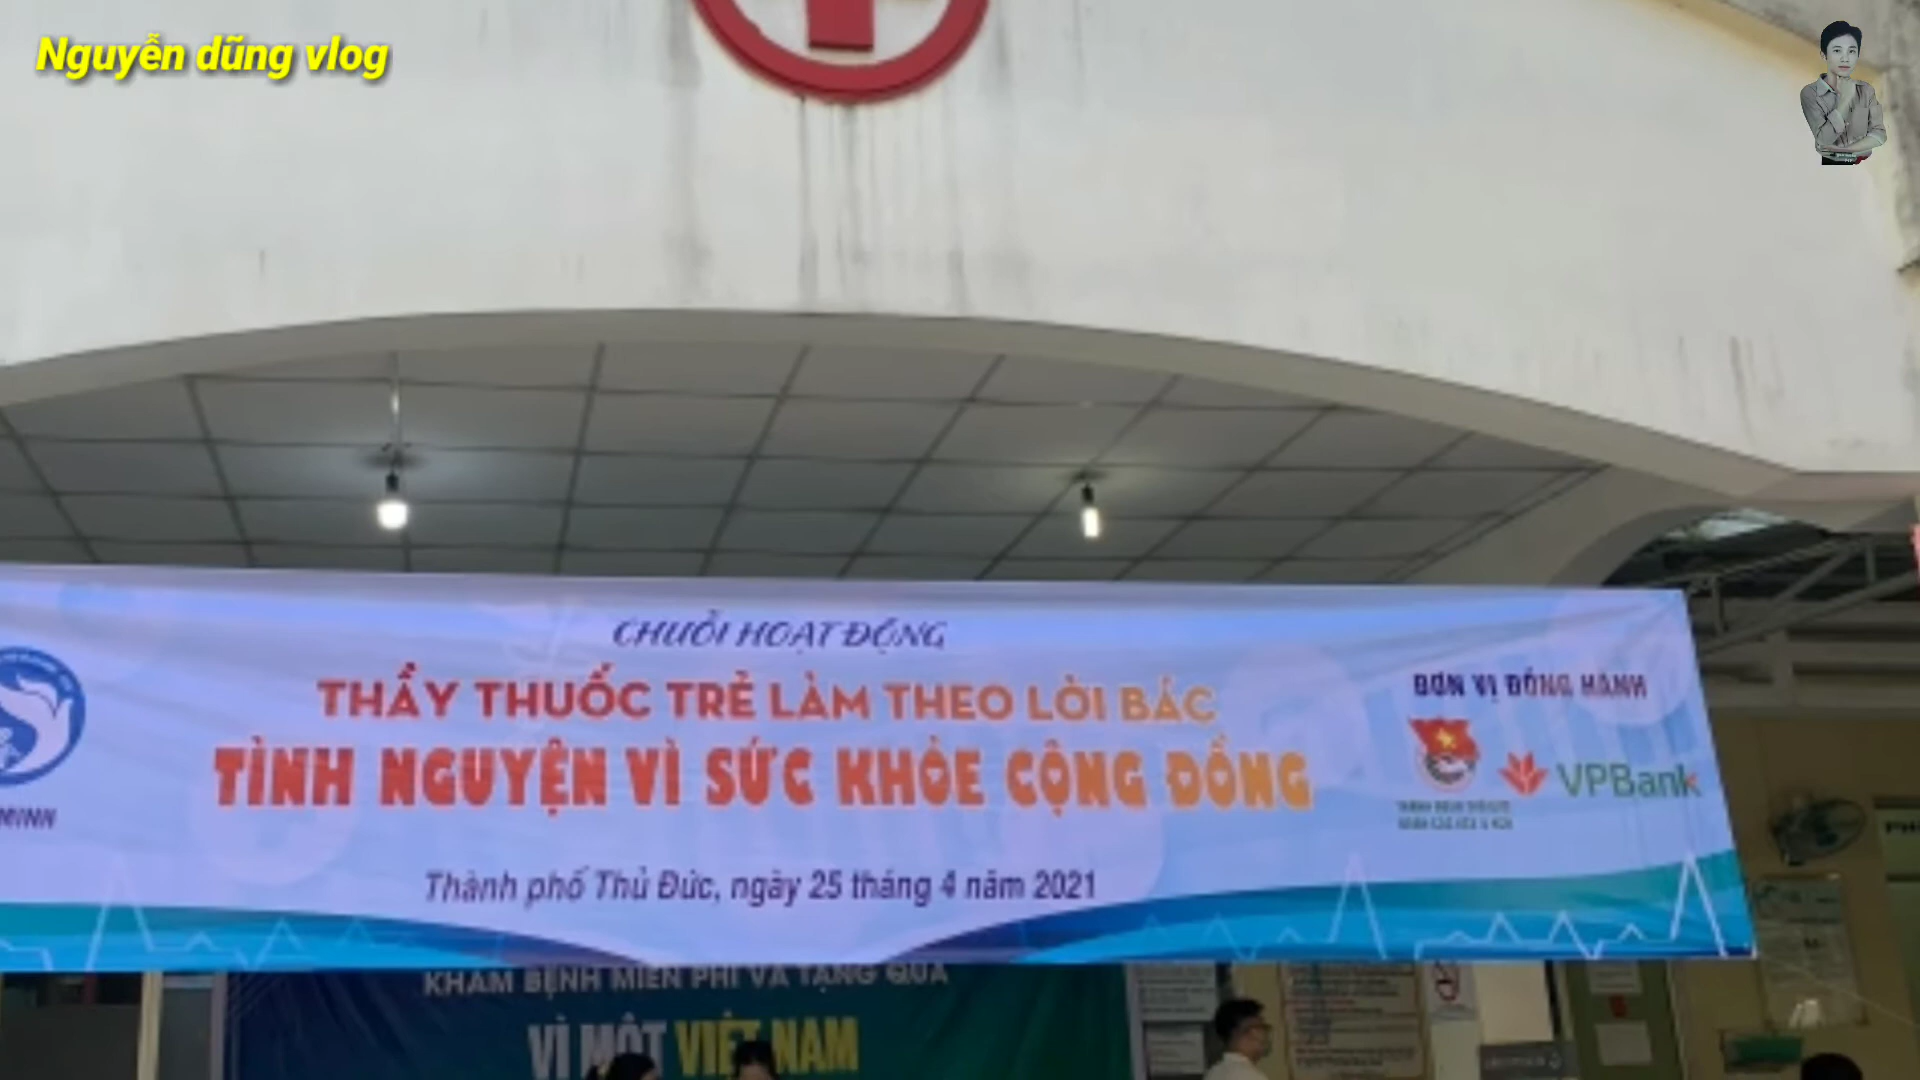 Nguyễn dũng vlog
CHUỖI HOẠT ĐỘNG
THẦY THUỐC TRẺ LÀM THEO LỜI BÁC
TÌNH NGUYỆN VÌ SỨC KHỎE CỘNG ĐỒNG
Thành phố Thủ Đức, ngày 25 tháng 4 năm 2021
MINH
ĐƠN VỊ ĐỒNG HÀNH
VPBank
KHÁM BỆNH MIỄN PHÍ VÀ TẶNG QUÀ
VÌ MỘT VIỆT NAM